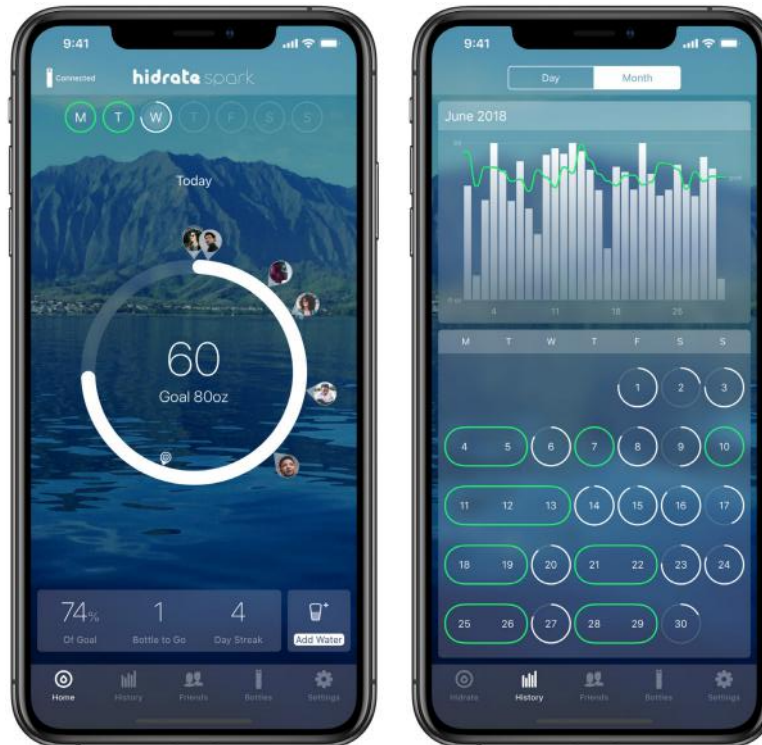 9:41
Connected
hidrate spark
M T W T F S S
Today
60
Goal 80oz
74% 1 4
Of Goal Bottle to Go Day Streak Add Water
Home History Friends Bottles Settings
9:41
Day Month
June 2018
4 11 18 26
M T W T F S S
1 2 3
4 5 6 7 8 9 10
11 12 13 14 15 16 17
18 19 20 21 22 23 24
25 26 27 28 29 30
Hidrate History Friends Bottles Settings